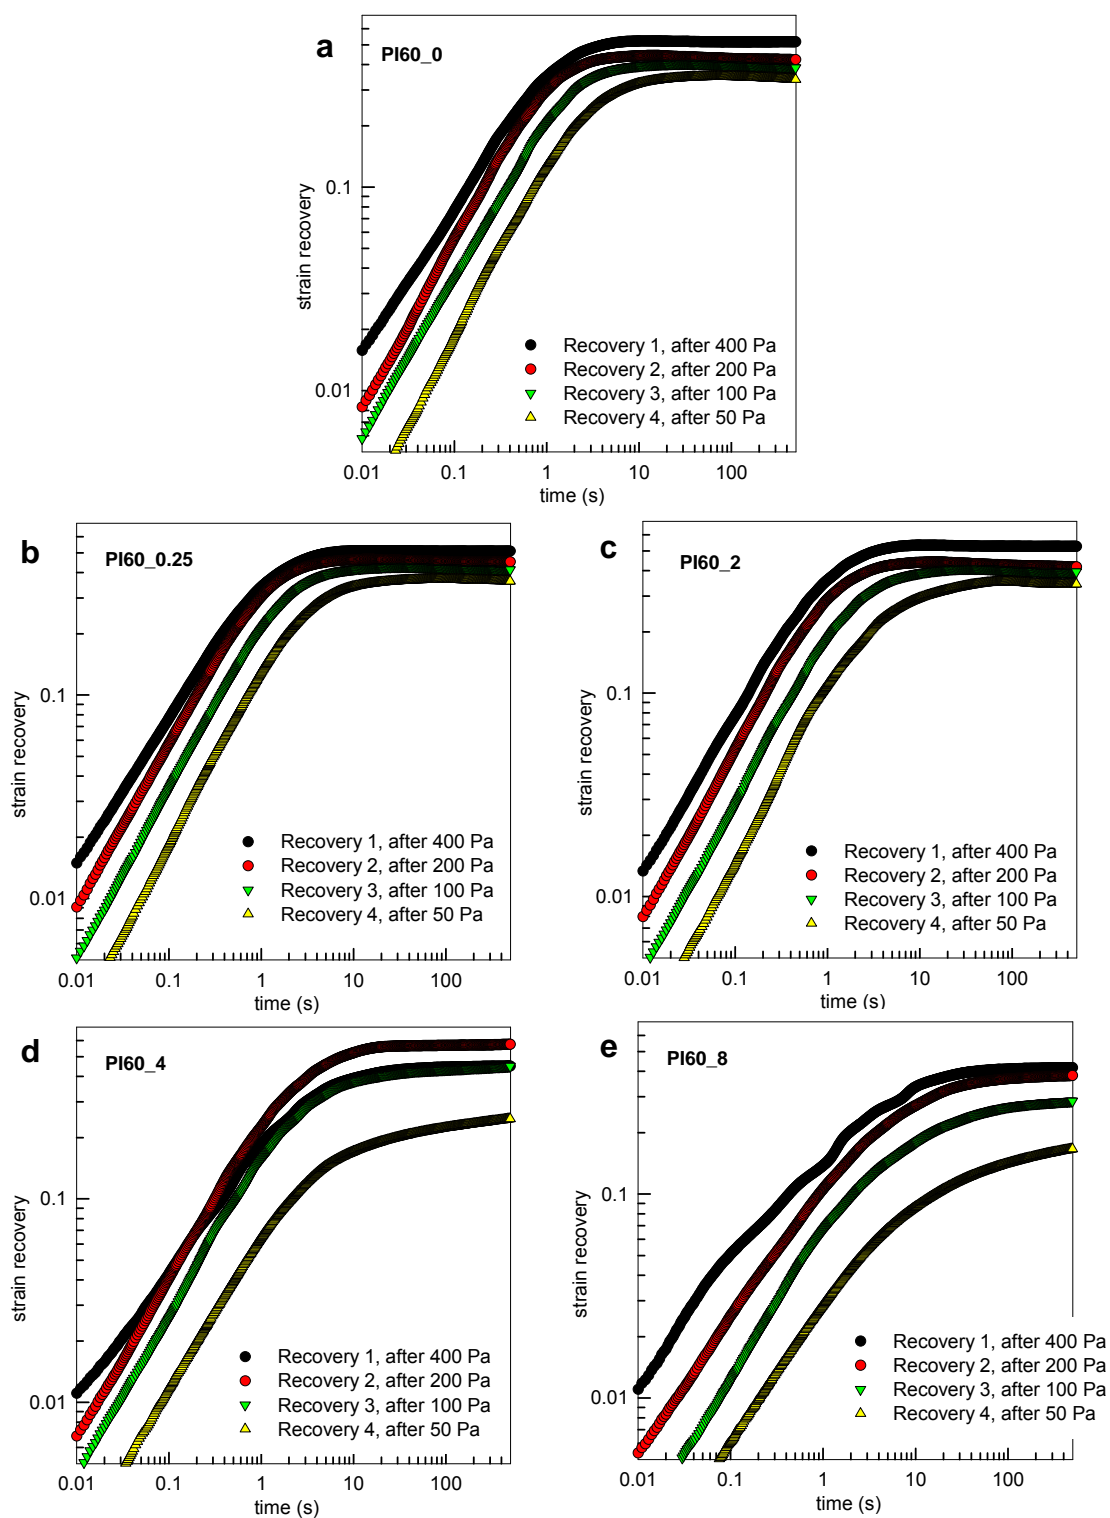 a
PI60_0
strain recovery
0.1
0.01
Recovery 1, after 400 Pa
Recovery 2, after 200 Pa
Recovery 3, after 100 Pa
Recovery 4, after 50 Pa
0.01 0.1 1 10 100
time (s)
b
PI60_0.25
strain recovery
0.1
0.01
Recovery 1, after 400 Pa
Recovery 2, after 200 Pa
Recovery 3, after 100 Pa
Recovery 4, after 50 Pa
0.01 0.1 1 10 100
time (s)
c
PI60_2
strain recovery
0.1
0.01
Recovery 1, after 400 Pa
Recovery 2, after 200 Pa
Recovery 3, after 100 Pa
Recovery 4, after 50 Pa
0.01 0.1 1 10 100
time (s)
d
PI60_4
strain recovery
0.1
0.01
Recovery 1, after 400 Pa
Recovery 2, after 200 Pa
Recovery 3, after 100 Pa
Recovery 4, after 50 Pa
0.01 0.1 1 10 100
time (s)
e
PI60_8
strain recovery
0.1
0.01
Recovery 1, after 400 Pa
Recovery 2, after 200 Pa
Recovery 3, after 100 Pa
Recovery 4, after 50 Pa
0.01 0.1 1 10 100
time (s)